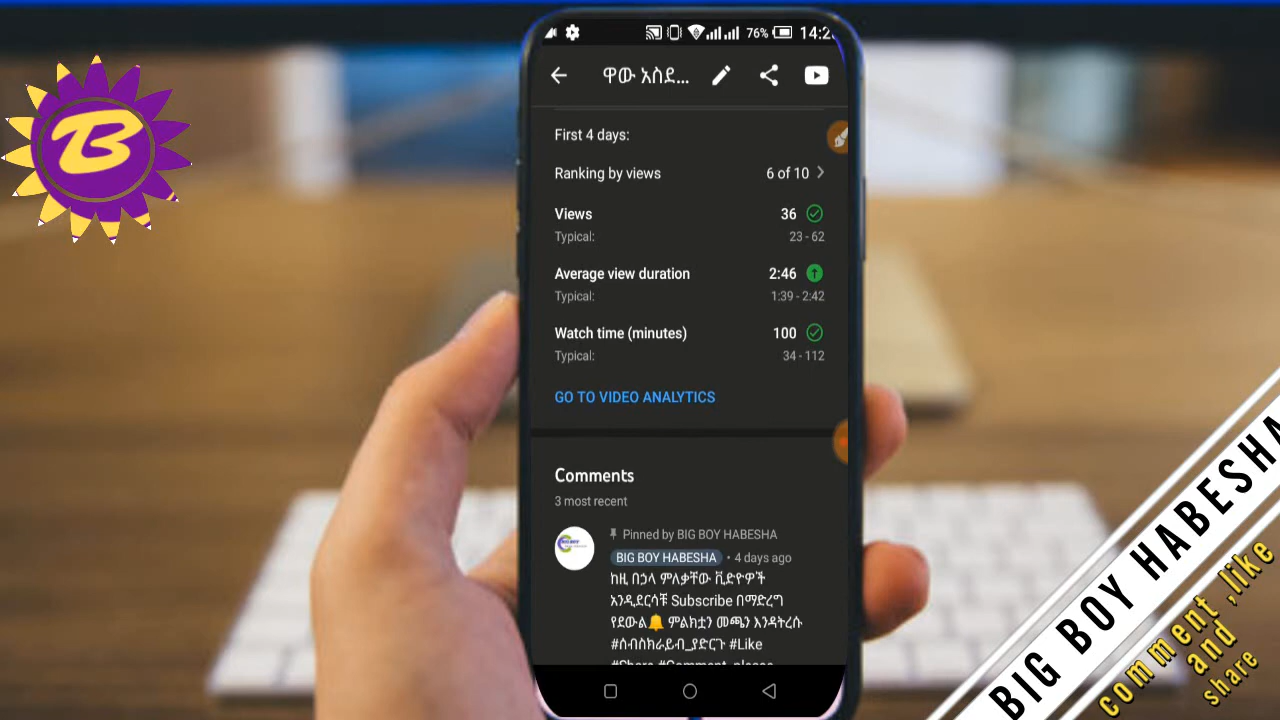 B
76% 14:2
ዋው አስደ...
First 4 days:
Ranking by views 6 of 10
Views 36
Typical: 23 - 62
Average view duration 2:46
Typical: 1:39 - 2:42
Watch time (minutes) 100
Typical: 34 - 112
GO TO VIDEO ANALYTICS
Comments
3 most recent
Pinned by BIG BOY HABESHA
BIG BOY HABESHA • 4 days ago
ከዚ በኃላ ምለቃቸው ቪድዮዎች
እንዲደርሳቹ Subscribe በማድረግ
የደውል🔔 ምልክቷን መጫን እንዳትረሱ
#ሰብስክራይብ_ያድርጉ #Like
#Share #Comment please
BIG BOY HABESHA
comment ,like
and
share